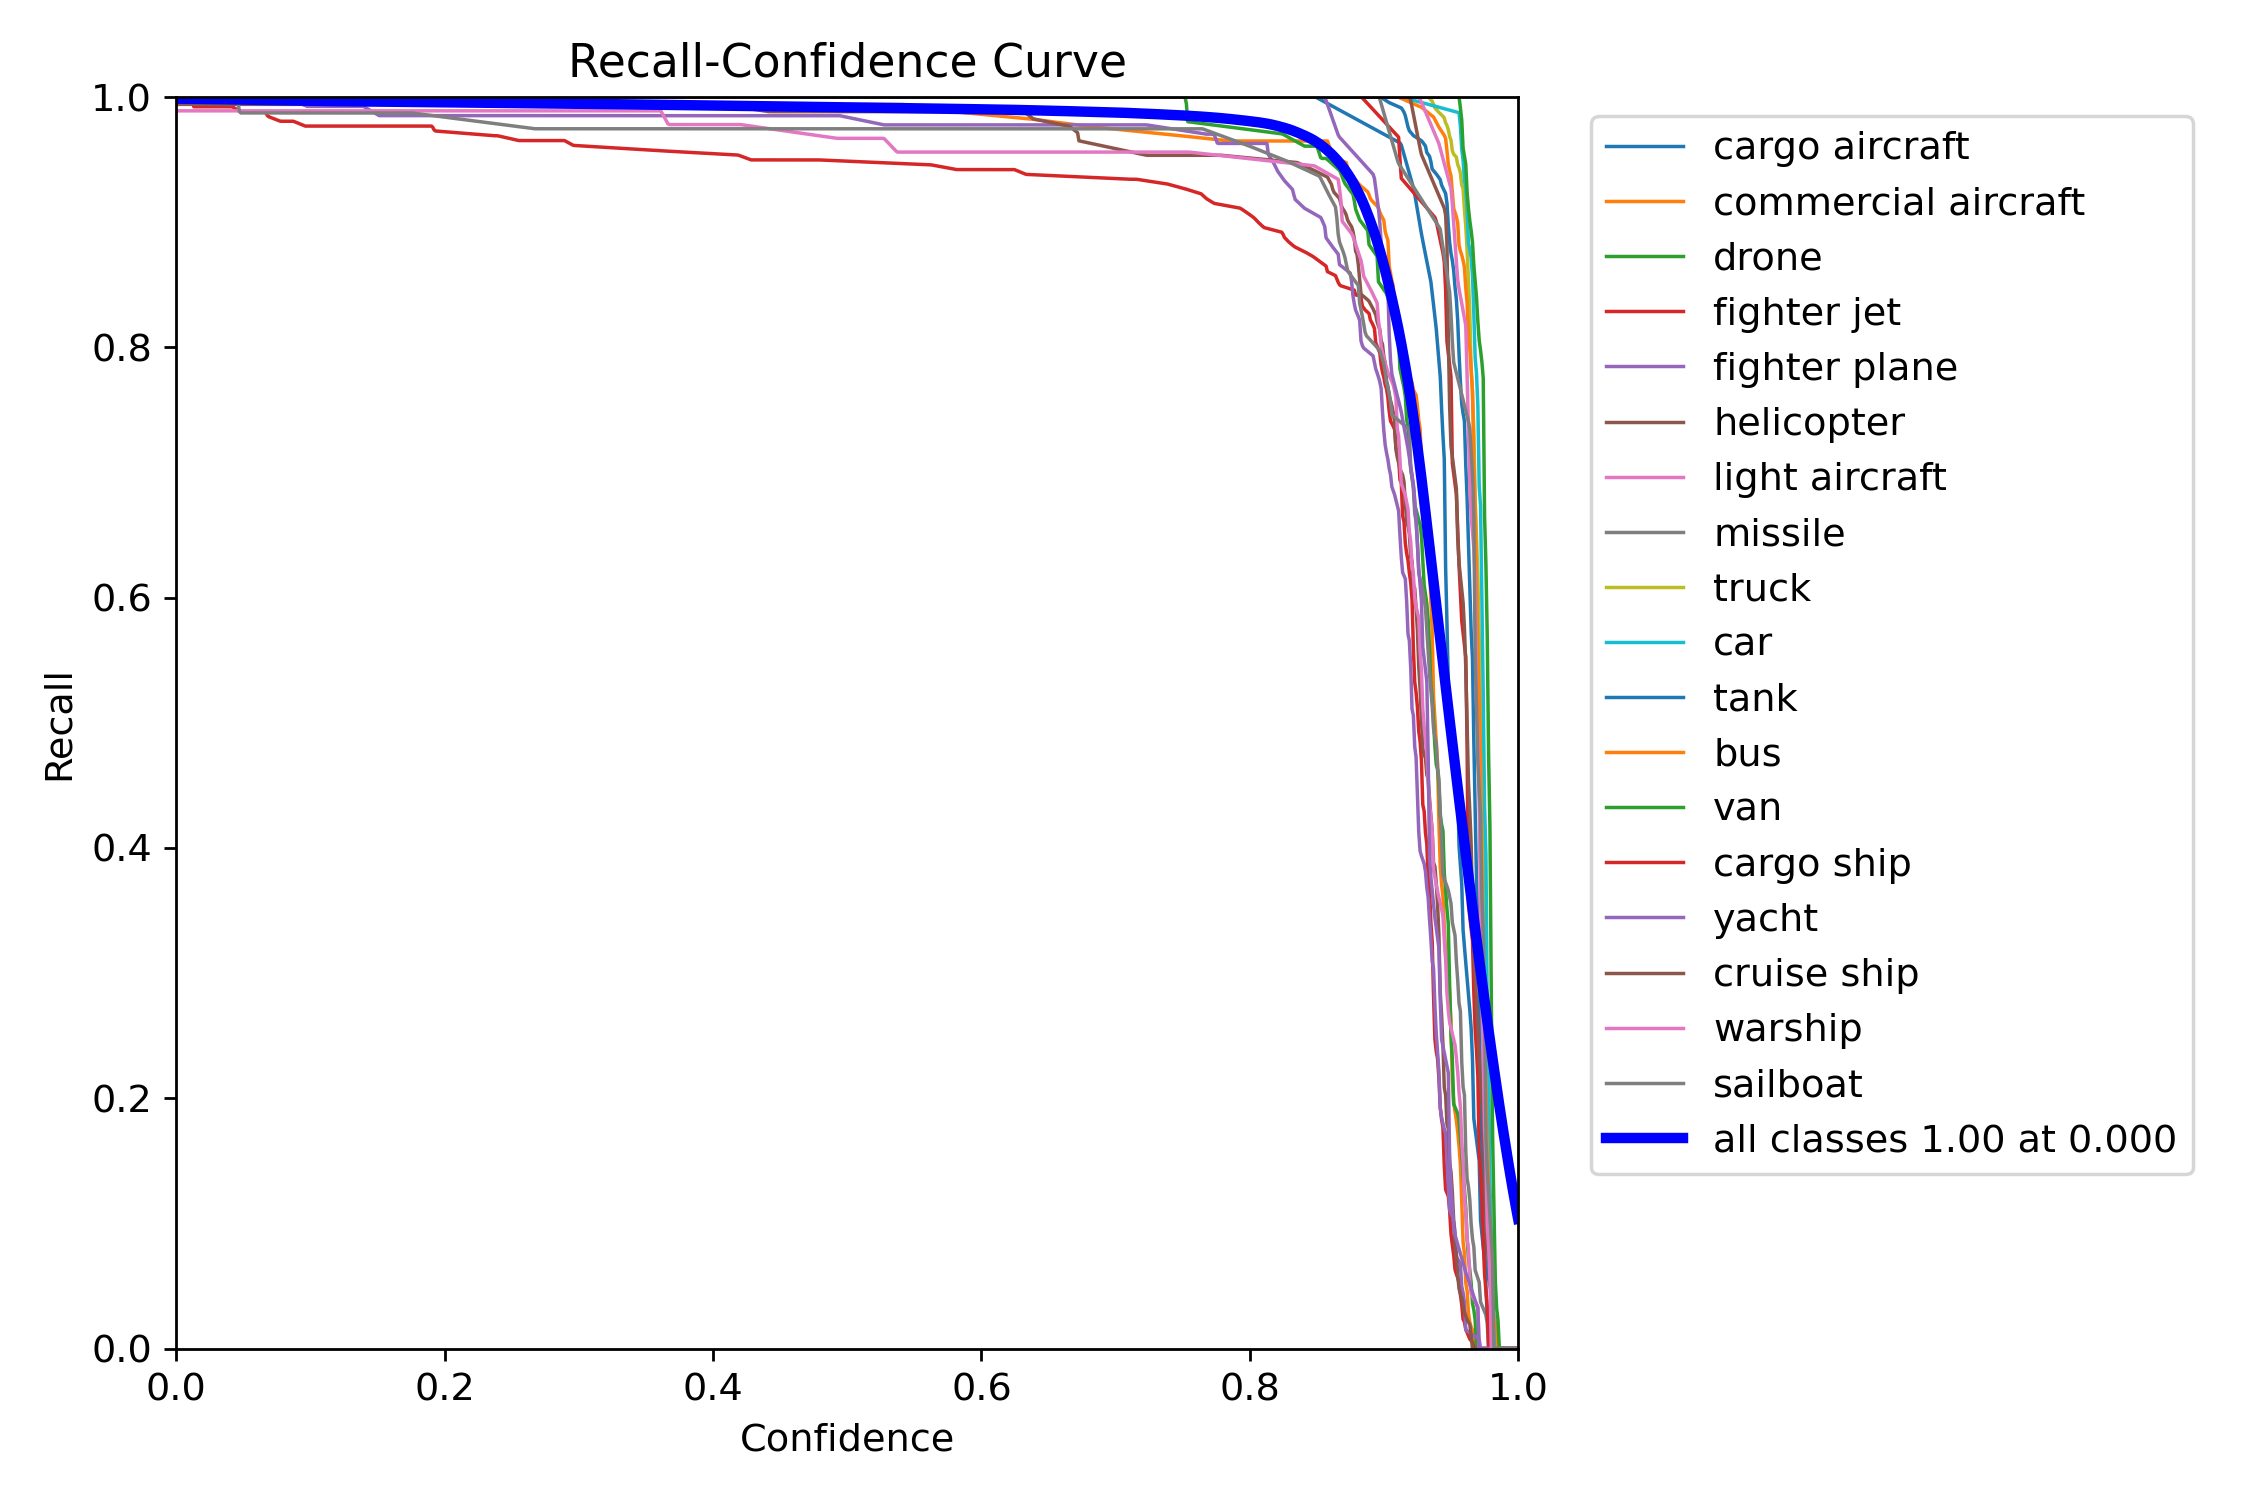 Recall-Confidence Curve
1.0
0.8
0.6
0.4
0.2
0.0
Recall
0.0 0.2 0.4 0.6 0.8 1.0
Confidence
cargo aircraft
commercial aircraft
drone
fighter jet
fighter plane
helicopter
light aircraft
missile
truck
car
tank
bus
van
cargo ship
yacht
cruise ship
warship
sailboat
all classes 1.00 at 0.000